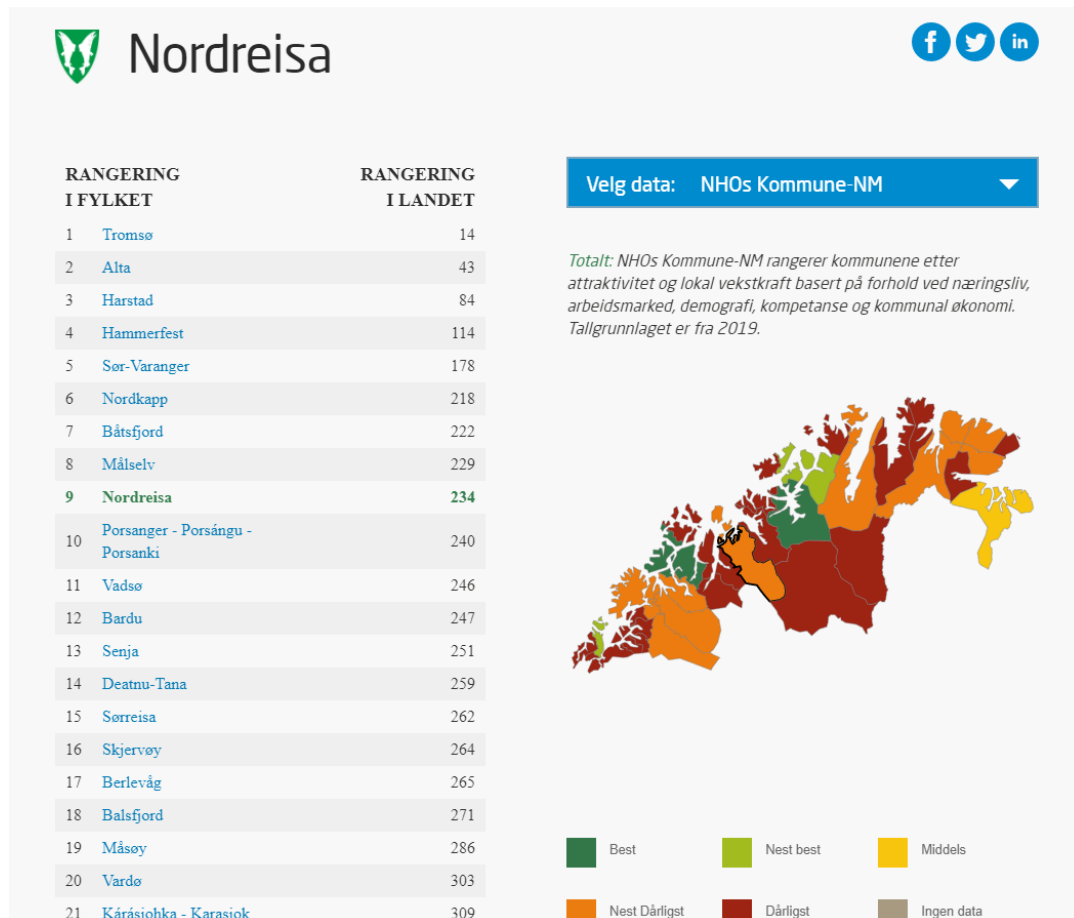 Nordreisa
RANGERING
I FYLKET
RANGERING
I LANDET
1 Tromsø 14
2 Alta 43
3 Harstad 84
4 Hammerfest 114
5 Sør-Varanger 178
6 Nordkapp 218
7 Båtsfjord 222
8 Målselv 229
9 Nordreisa 234
10 Porsanger - Porsángu -
Porsanki 240
11 Vadsø 246
12 Bardu 247
13 Senja 251
14 Deatnu-Tana 259
15 Sørreisa 262
16 Skjervøy 264
17 Berlevåg 265
18 Balsfjord 271
19 Måsøy 286
20 Vardø 303
21 Kárásjohka - Karasjok 309
Velg data: NHOs Kommune-NM
Totalt: NHOs Kommune-NM rangerer kommunene etter
attraktivitet og lokal vekstkraft basert på forhold ved næringsliv,
arbeidsmarked, demografi, kompetanse og kommunal økonomi.
Tallgrunnlaget er fra 2019.
Best Nest best Middels
Nest Dårligst Dårligst Ingen data